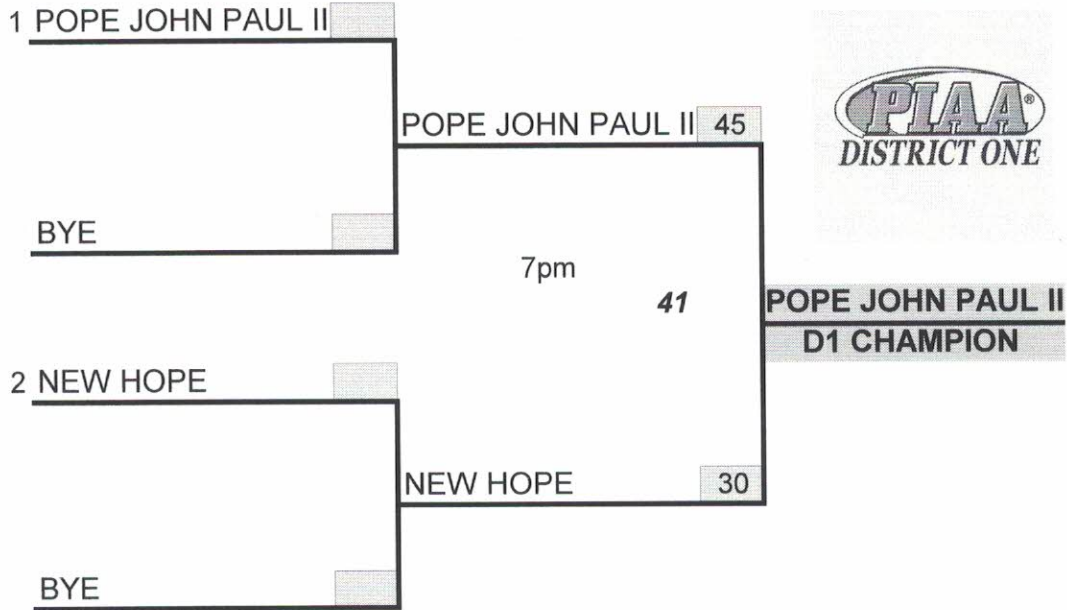 1 POPE JOHN PAUL II
PIAA®
DISTRICT ONE
POPE JOHN PAUL II 45
BYE
7pm
41
POPE JOHN PAUL II
D1 CHAMPION
2 NEW HOPE
NEW HOPE 30
BYE